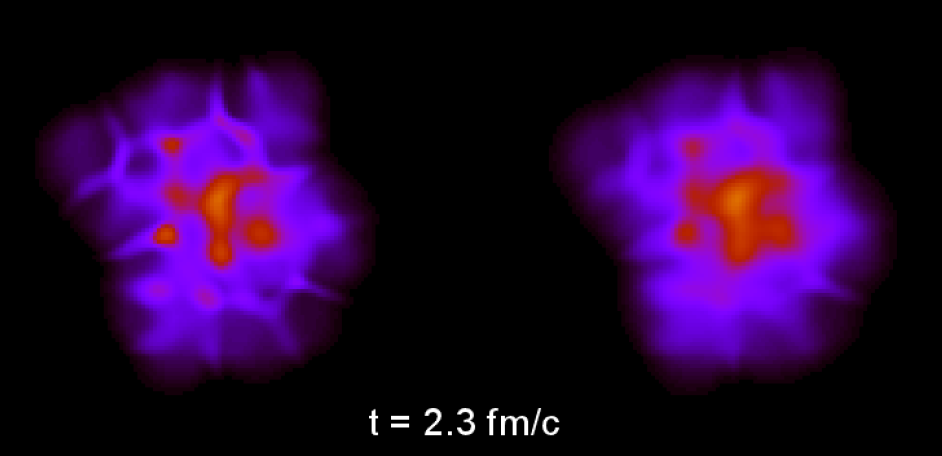 t = 2.3 fm/c